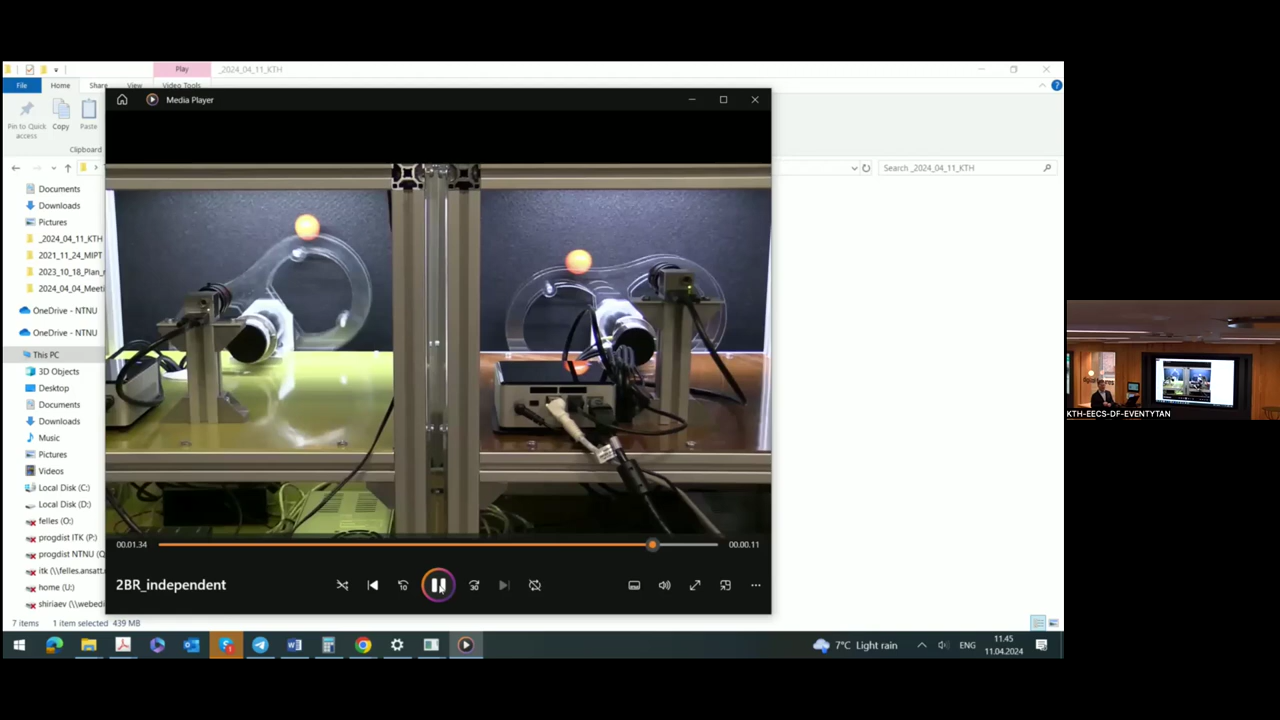 Play
_2024_04_11_KTH
File
Home
Share
View
Video Tools
Media Player
Pin to Quick access
Copy
Paste
Clipboard
Search _2024_04_11_KTH
Documents
Downloads
Pictures
_2024_04_11_KTH
2021_11_24_MIPT
2023_10_18_Plan_r
2024_04_04_Meeti
OneDrive - NTNU
OneDrive - NTNU
This PC
3D Objects
Desktop
Documents
Downloads
Music
Pictures
Videos
Local Disk (C:)
Local Disk (D:)
felles (O:)
progdist ITK (P:)
progdist NTNU (Q
itk (\\felles.ansatt.
home (U:)
shiriaev (\\webedi
00.01.34
00.00.11
2BR_independent
10
30
7 items
1 item selected 439 MB
7°C Light rain
ENG
11.45
11.04.2024
KTH-EECS-DF-EVENTYTAN